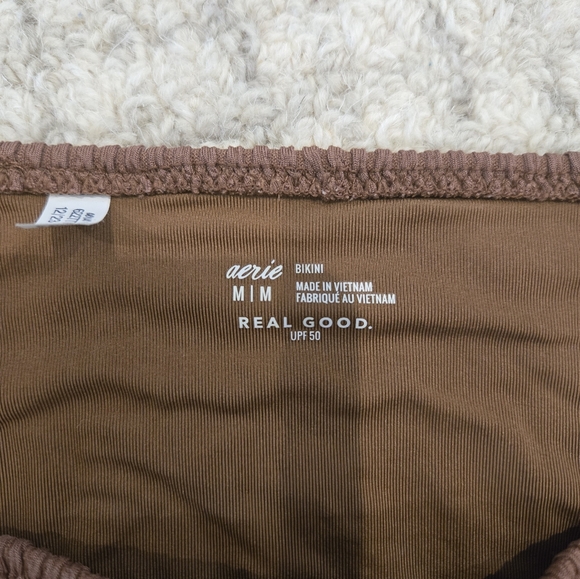 aerie BIKINI
M|M MADE IN VIETNAM
FABRIQUÉ AU VIETNAM
REAL GOOD.
UPF 50